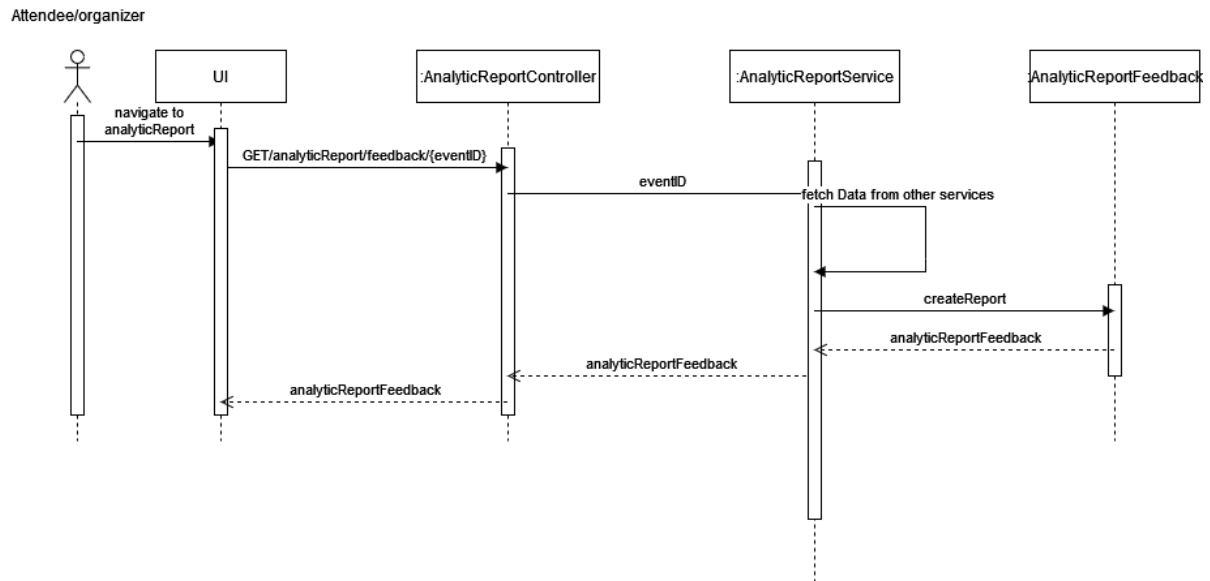 Attendee/organizer
UI
:AnalyticReportController
:AnalyticReportService
:AnalyticReportFeedback
navigate to
analyticReport
GET/analyticReport/feedback/{eventID}
eventID
fetch Data from other services
createReport
analyticReportFeedback
analyticReportFeedback
analyticReportFeedback